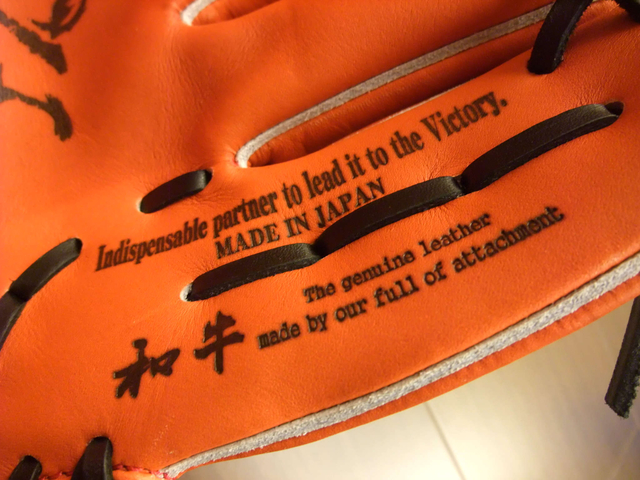 Indispensable partner to lead it to the Victory.
MADE IN JAPAN
The genuine leather
made by our full of attachment
和牛